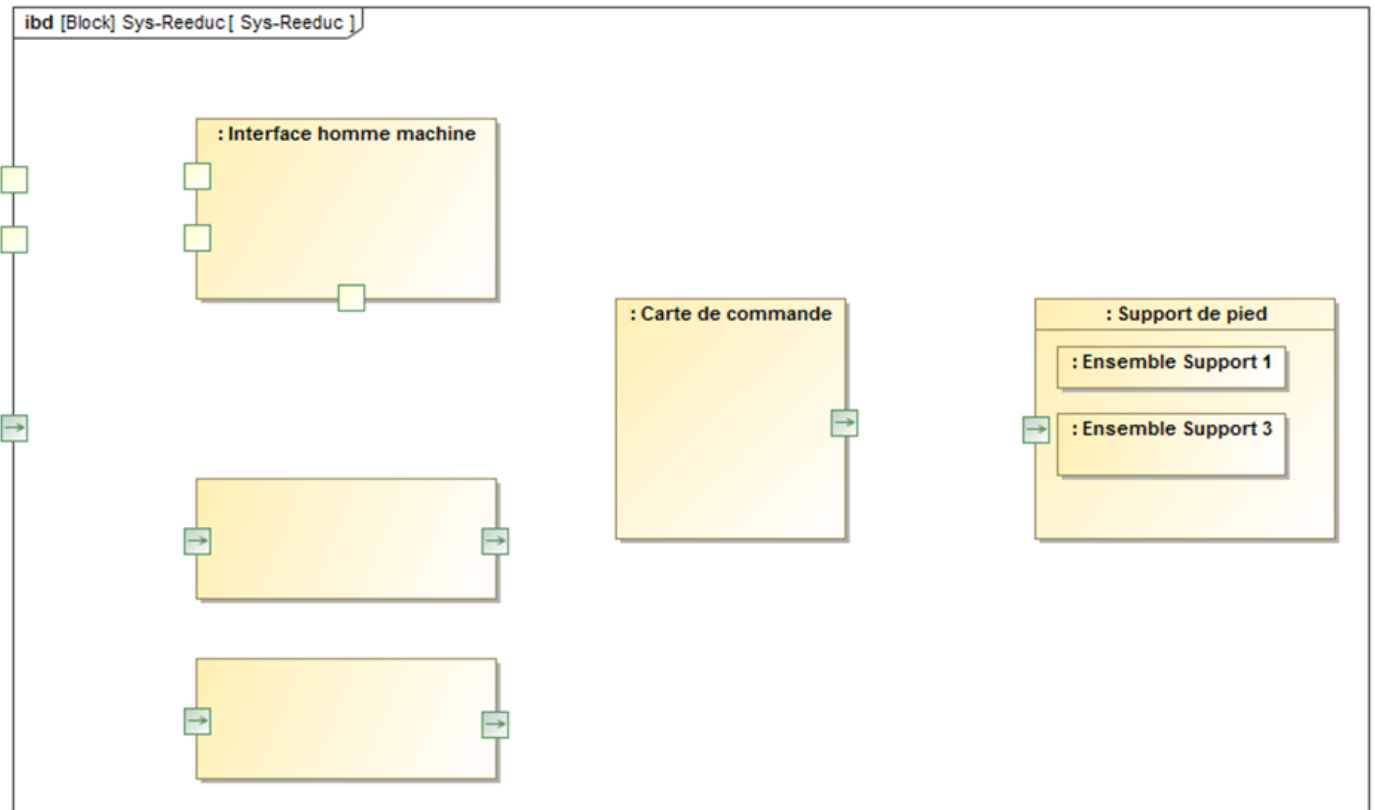 ibd [Block] Sys-Reeduc[ Sys-Reeduc ]
: Interface homme machine
: Carte de commande
: Support de pied
: Ensemble Support 1
: Ensemble Support 3